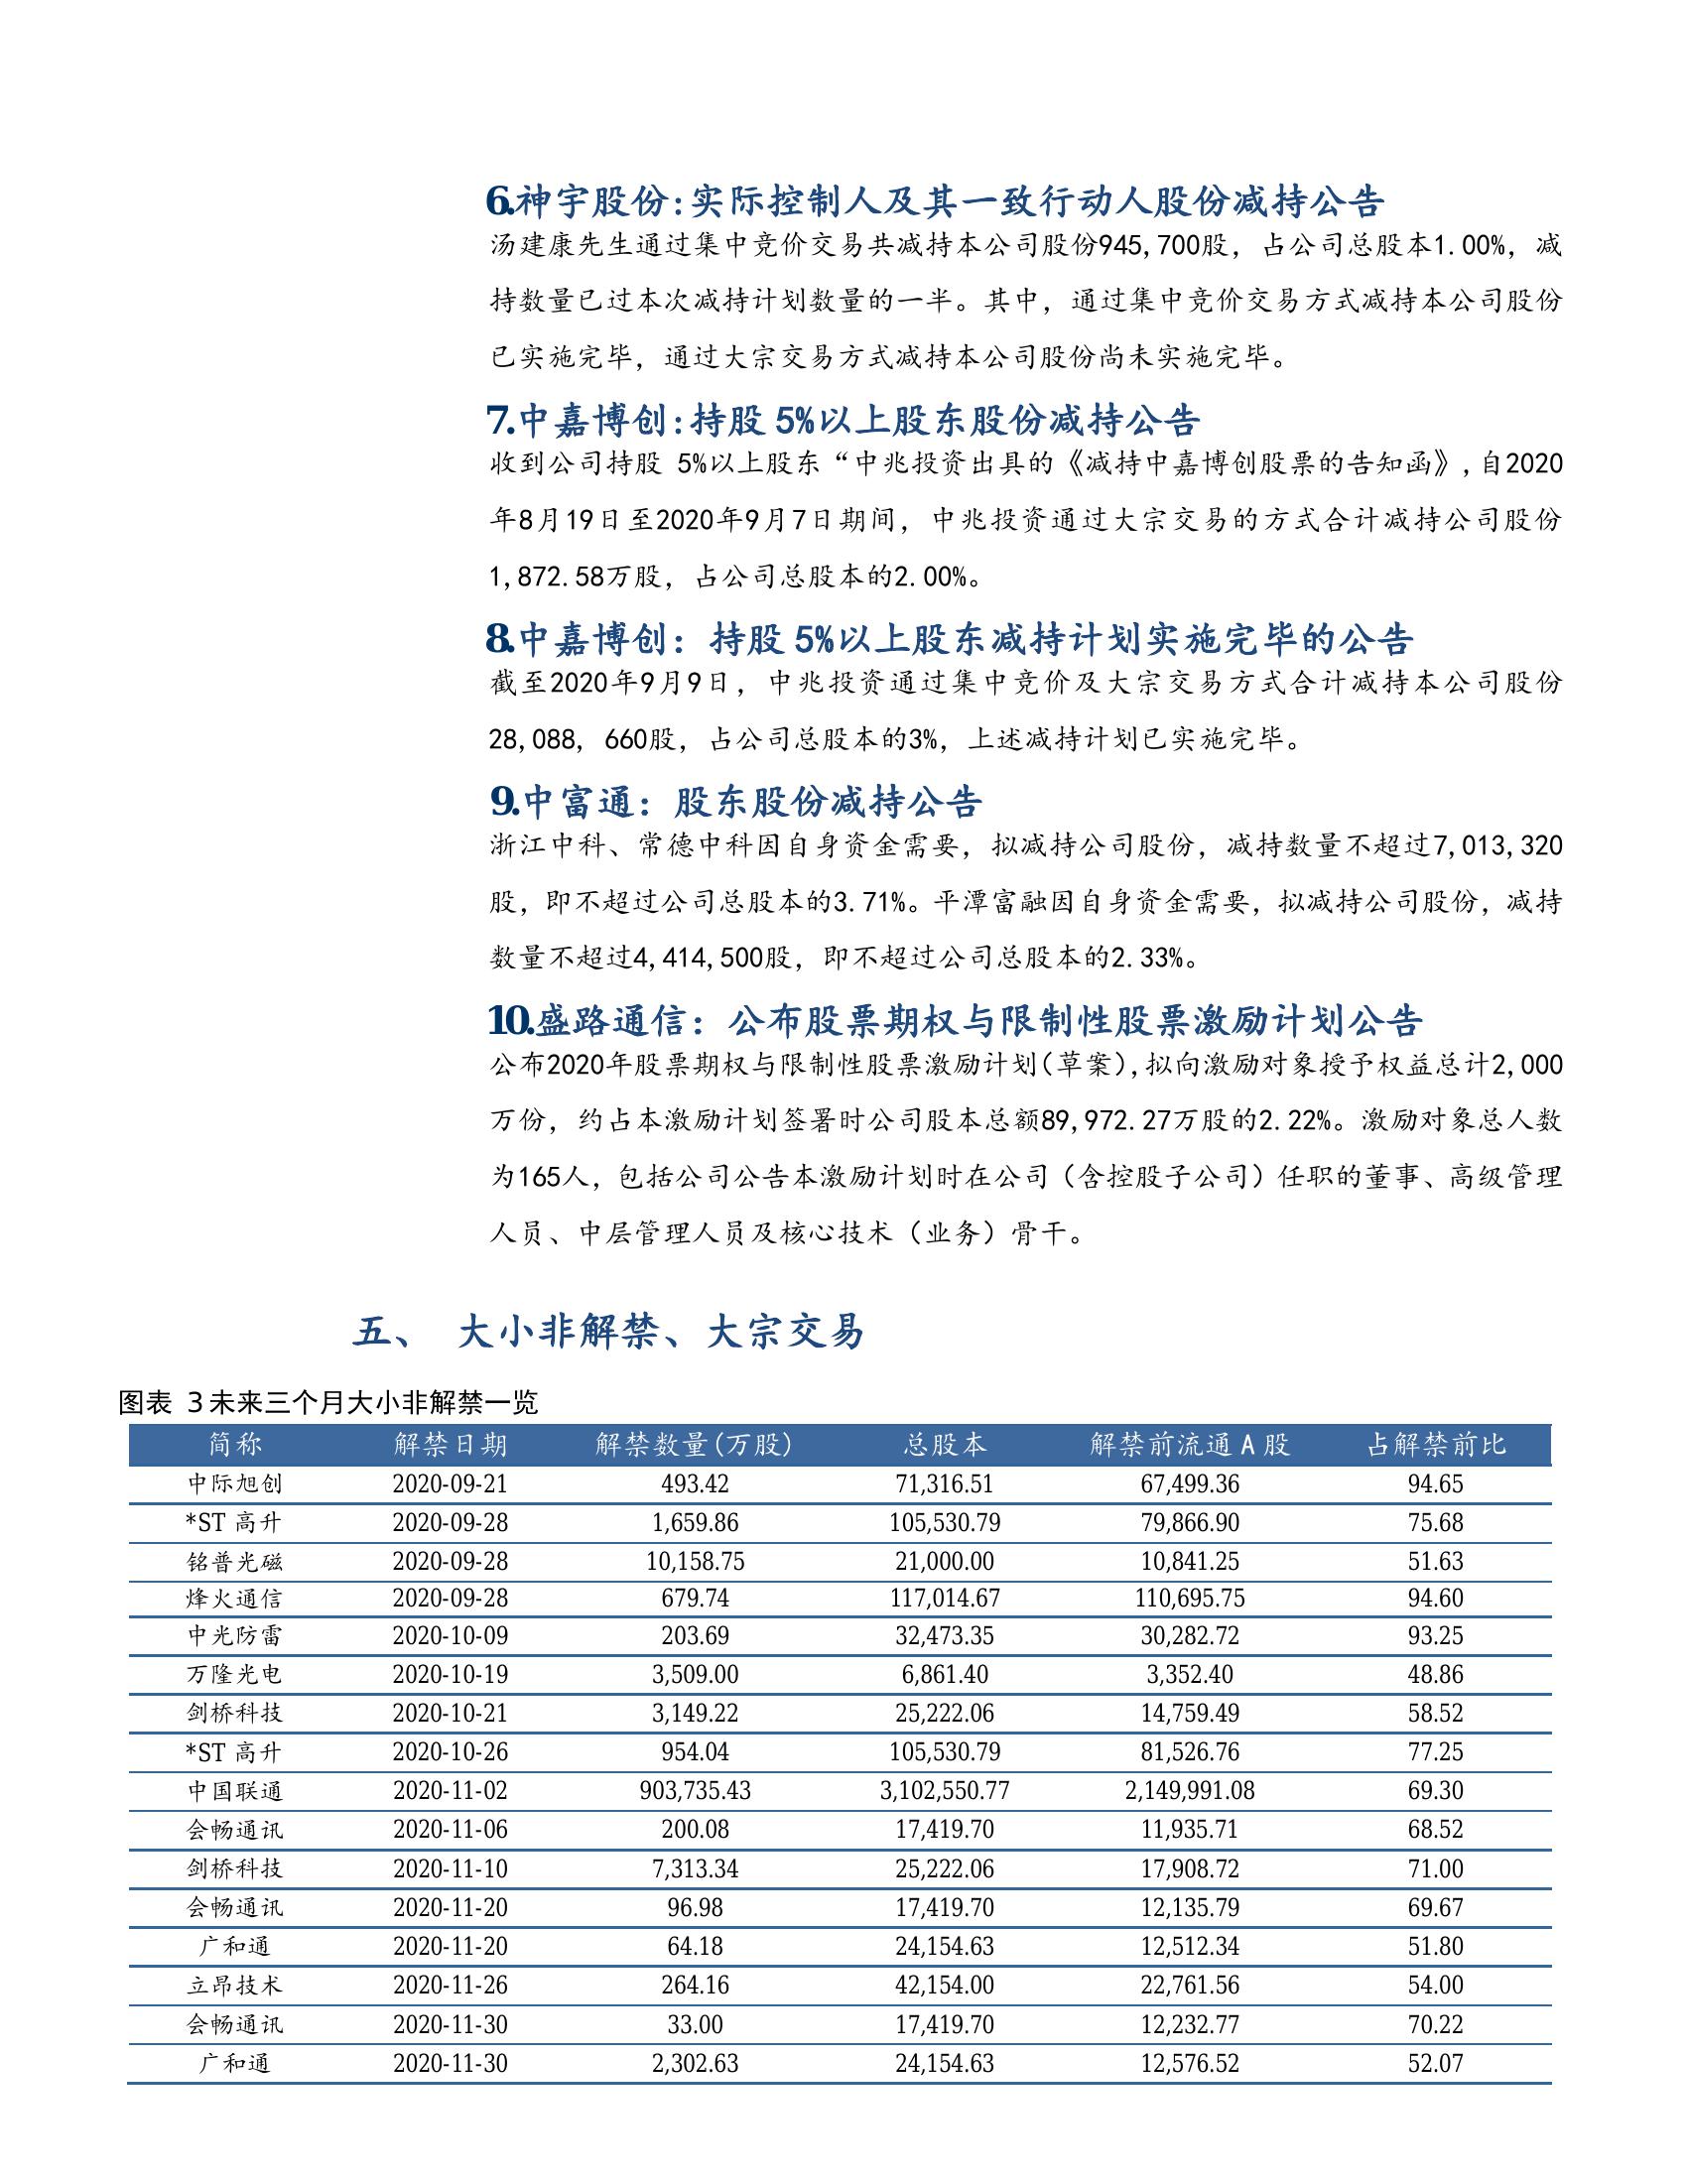 6.神宇股份:实际控制人及其一致行动人股份减持公告
汤建康先生通过集中竞价交易共减持本公司股份945,700股，占公司总股本1.00%，减
持数量已过本次减持计划数量的一半。其中，通过集中竞价交易方式减持本公司股份
已实施完毕，通过大宗交易方式减持本公司股份尚未实施完毕。
7.中嘉博创:持股 5%以上股东股份减持公告
收到公司持股 5%以上股东“中兆投资出具的《减持中嘉博创股票的告知函》,自2020
年8月19日至2020年9月7日期间，中兆投资通过大宗交易的方式合计减持公司股份
1,872.58万股，占公司总股本的2.00%。
8.中嘉博创：持股 5%以上股东减持计划实施完毕的公告
截至2020年9月9日，中兆投资通过集中竞价及大宗交易方式合计减持本公司股份
28,088, 660股，占公司总股本的3%，上述减持计划已实施完毕。
9.中富通：股东股份减持公告
浙江中科、常德中科因自身资金需要，拟减持公司股份，减持数量不超过7,013,320
股，即不超过公司总股本的3.71%。平潭富融因自身资金需要，拟减持公司股份，减持
数量不超过4,414,500股，即不超过公司总股本的2.33%。
10.盛路通信：公布股票期权与限制性股票激励计划公告
公布2020年股票期权与限制性股票激励计划(草案),拟向激励对象授予权益总计2,000
万份，约占本激励计划签署时公司股本总额89,972.27万股的2.22%。激励对象总人数
为165人，包括公司公告本激励计划时在公司（含控股子公司）任职的董事、高级管理
人员、中层管理人员及核心技术（业务）骨干。
五、 大小非解禁、大宗交易
图表 3 未来三个月大小非解禁一览
简称 解禁日期 解禁数量(万股) 总股本 解禁前流通 A 股 占解禁前比
中际旭创 2020-09-21 493.42 71,316.51 67,499.36 94.65
*ST 高升 2020-09-28 1,659.86 105,530.79 79,866.90 75.68
铭普光磁 2020-09-28 10,158.75 21,000.00 10,841.25 51.63
烽火通信 2020-09-28 679.74 117,014.67 110,695.75 94.60
中光防雷 2020-10-09 203.69 32,473.35 30,282.72 93.25
万隆光电 2020-10-19 3,509.00 6,861.40 3,352.40 48.86
剑桥科技 2020-10-21 3,149.22 25,222.06 14,759.49 58.52
*ST 高升 2020-10-26 954.04 105,530.79 81,526.76 77.25
中国联通 2020-11-02 903,735.43 3,102,550.77 2,149,991.08 69.30
会畅通讯 2020-11-06 200.08 17,419.70 11,935.71 68.52
剑桥科技 2020-11-10 7,313.34 25,222.06 17,908.72 71.00
会畅通讯 2020-11-20 96.98 17,419.70 12,135.79 69.67
广和通 2020-11-20 64.18 24,154.63 12,512.34 51.80
立昂技术 2020-11-26 264.16 42,154.00 22,761.56 54.00
会畅通讯 2020-11-30 33.00 17,419.70 12,232.77 70.22
广和通 2020-11-30 2,302.63 24,154.63 12,576.52 52.07